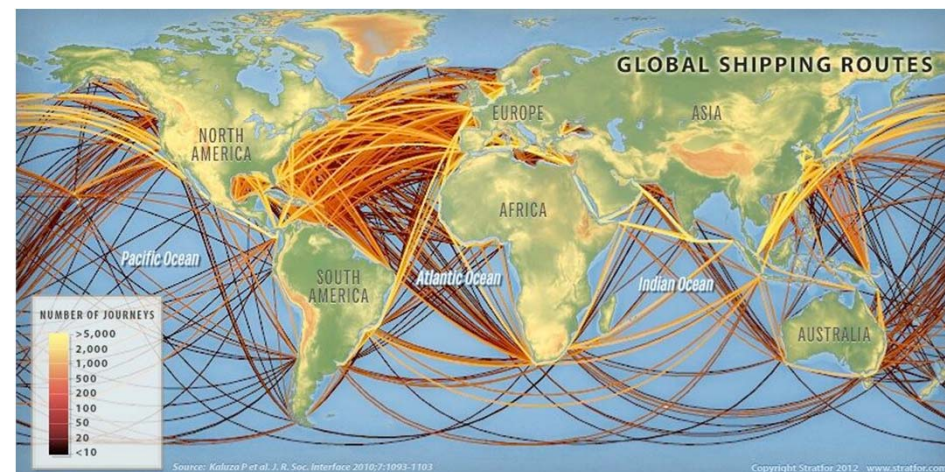 GLOBAL SHIPPING ROUTES
EUROPE
ASIA
NORTH
AMERICA
AFRICA
Pacific Ocean
SOUTH
AMERICA
Atlantic Ocean
Indian Ocean
AUSTRALIA
NUMBER OF JOURNEYS
>5,000
2,000
1,000
500
200
100
50
20
<10
Source: Kaluza P et al. J. R. Soc. Interface 2010;7:1093-1103
Copyright Stratfor 2012 www.stratfor.com